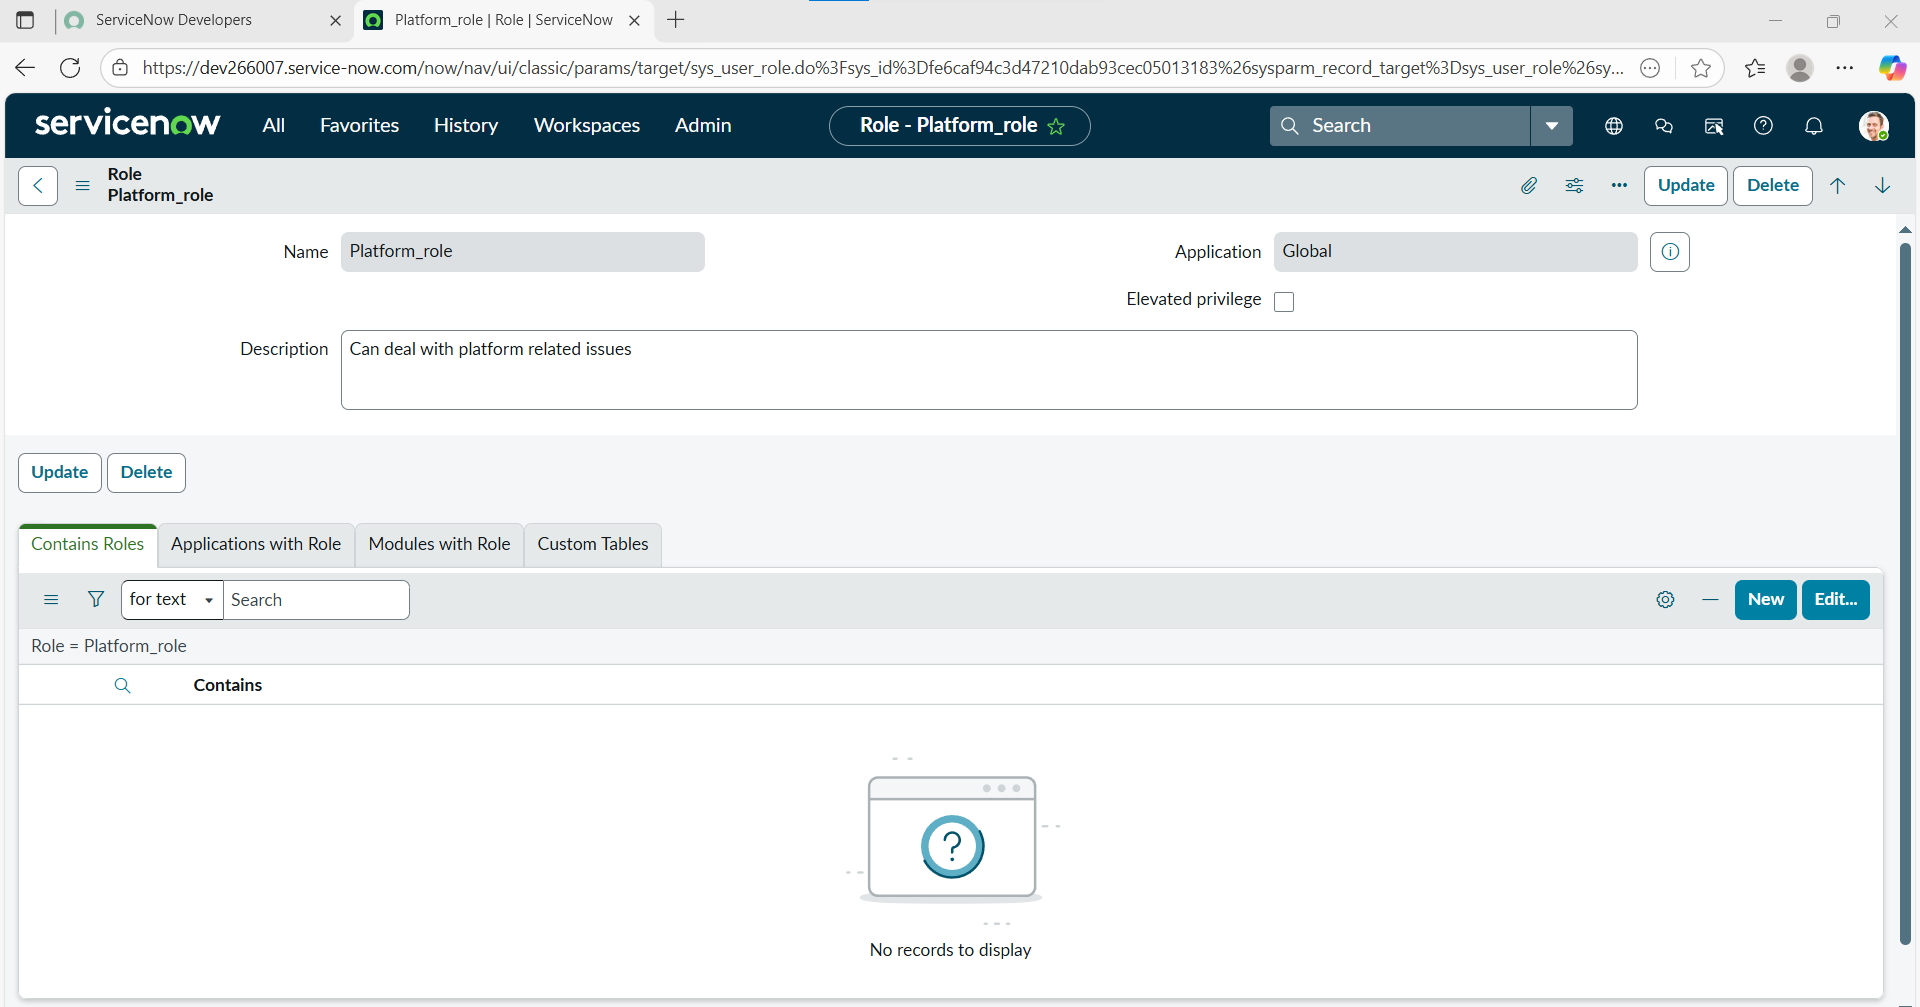 ServiceNow Developers
Platform_role | Role | ServiceNow
https://dev266007.service-now.com/now/nav/ui/classic/params/target/sys_user_role.do%3Fsys_id%3Dfe6caf94c3d47210dab93cec05013183%26sysparm_record_target%3Dsys_user_role%26sy...
servicenow All Favorites History Workspaces Admin Role - Platform_role Search
Role
Platform_role
Update Delete
Name Platform_role Application Global
Elevated privilege
Description Can deal with platform related issues
Update Delete
Contains Roles Applications with Role Modules with Role Custom Tables
for text Search New Edit...
Role = Platform_role
Contains
?
No records to display